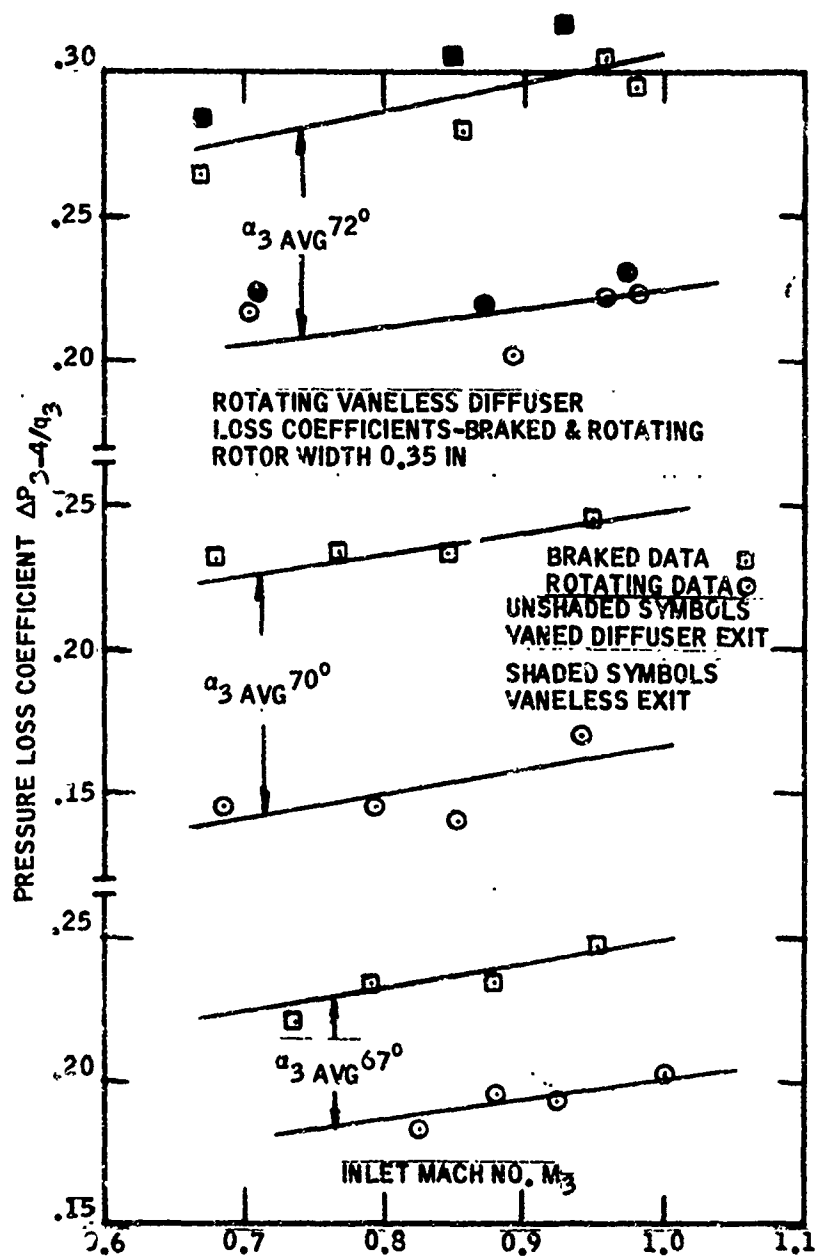 .30
.25
α3 AVG 72°
.20
ROTATING VANELESS DIFFUSER
LOSS COEFFICIENTS-BRAKED & ROTATING
ROTOR WIDTH 0.35 IN
PRESSURE LOSS COEFFICIENT ΔP3-4/q3
.25
BRAKED DATA
ROTATING DATA
UNSHADED SYMBOLS
VANED DIFFUSER EXIT
.20
SHADED SYMBOLS
VANELESS EXIT
α3 AVG 70°
.15
.25
α3 AVG 67°
.20
INLET MACH NO. M3
.15
0.6 0.7 0.8 0.9 1.0 1.1